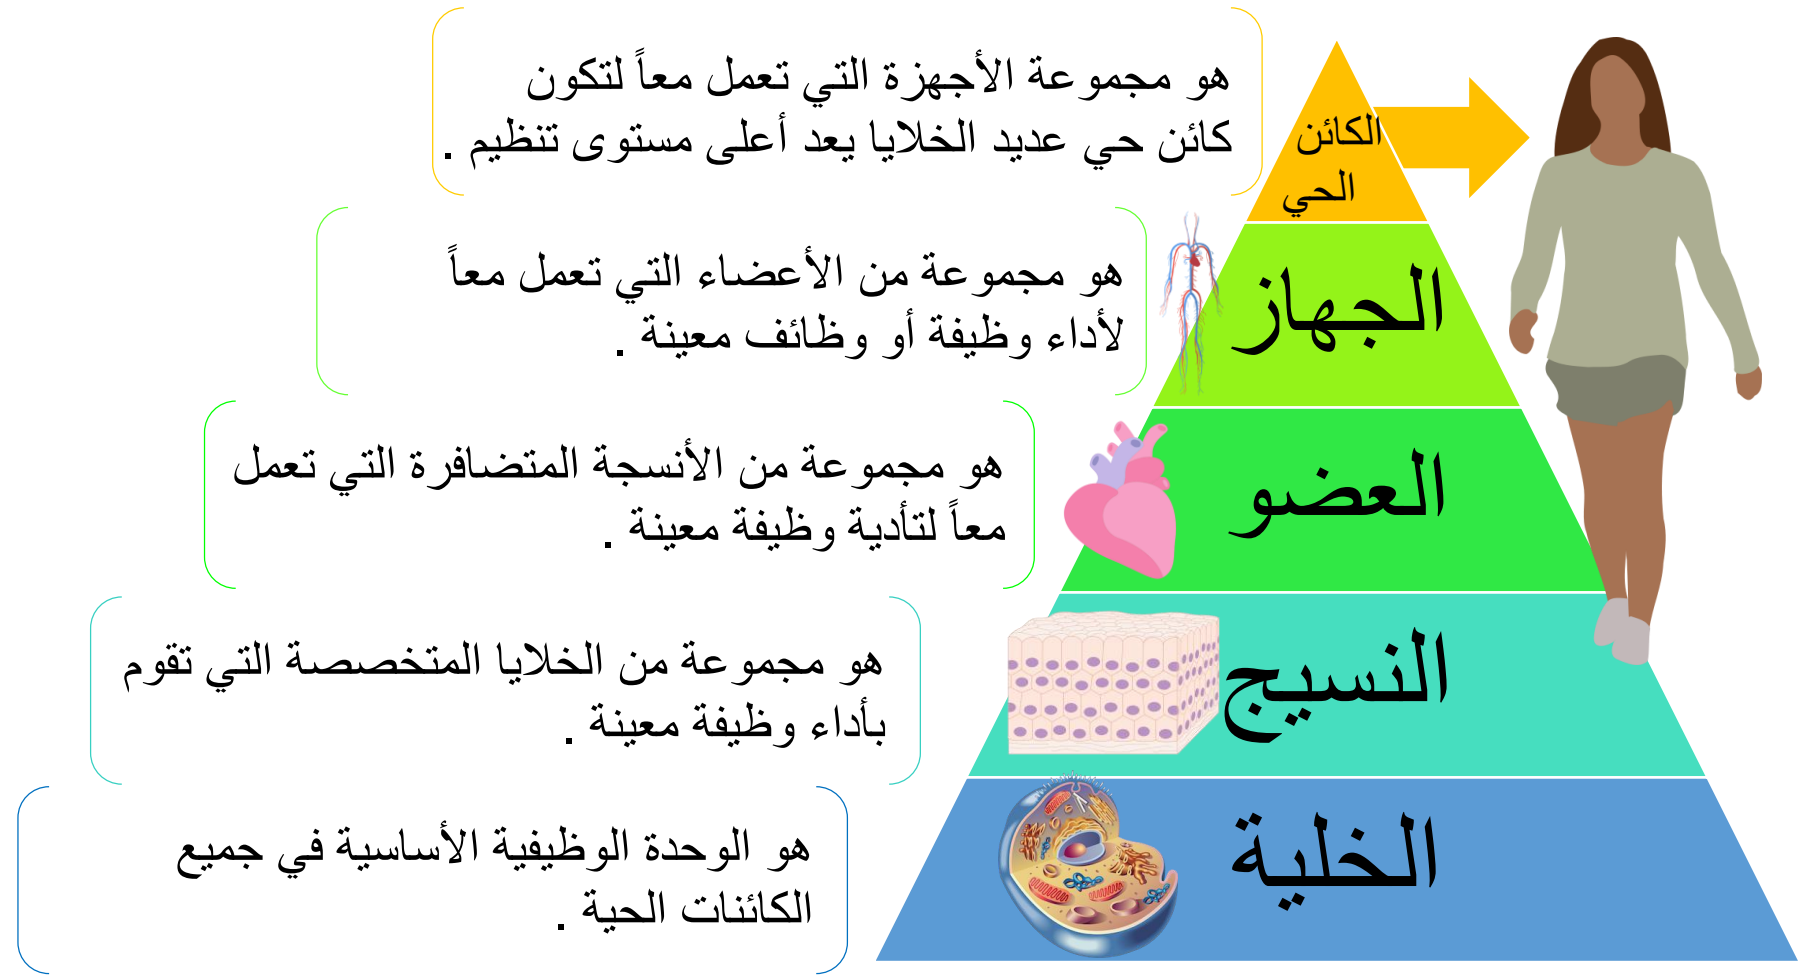 الكائن
الحي
هو مجموعة الأجهزة التي تعمل معاً لتكون
كائن حي عديد الخلايا يعد أعلى مستوى تنظيم .
الجهاز
هو مجموعة من الأعضاء التي تعمل معاً
لأداء وظيفة أو وظائف معينة .
العضو
هو مجموعة من الأنسجة المتضافرة التي تعمل
معاً لتأدية وظيفة معينة .
النسيج
هو مجموعة من الخلايا المتخصصة التي تقوم
بأداء وظيفة معينة .
الخلية
هو الوحدة الوظيفية الأساسية في جميع
الكائنات الحية .